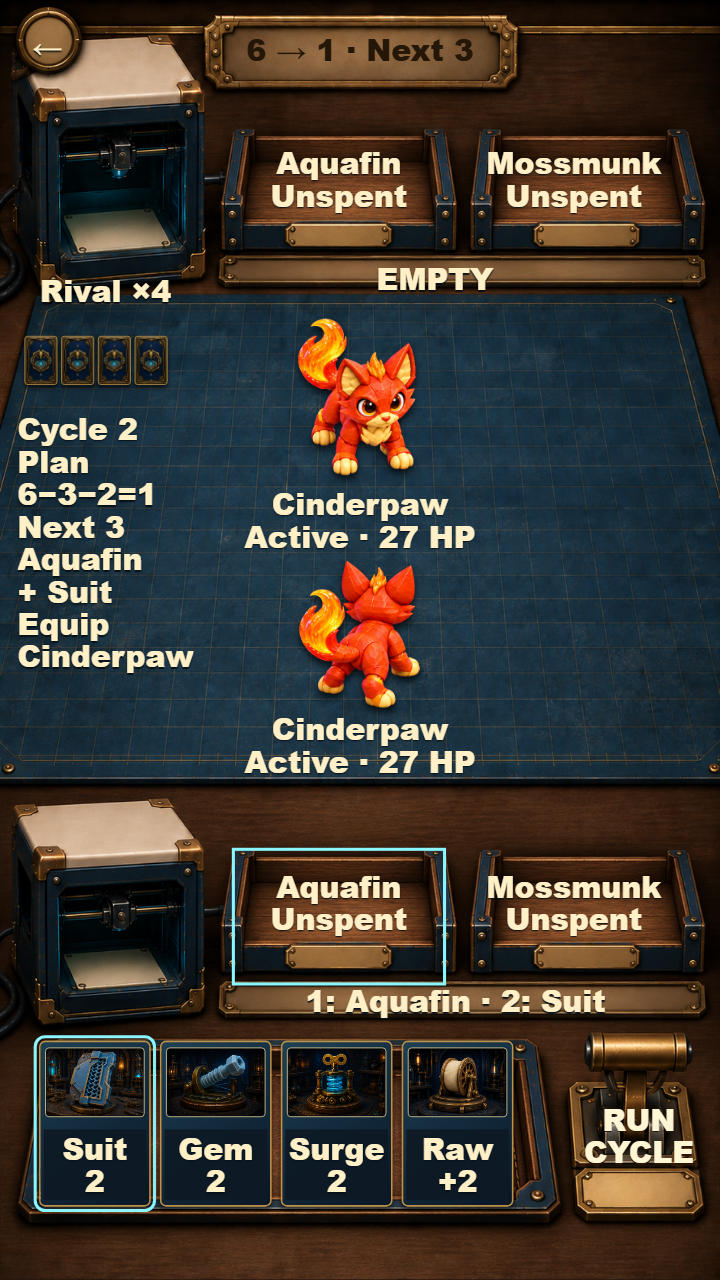 ←
6 → 1 · Next 3
Aquafin
Unspent
Mossmunk
Unspent
EMPTY
Rival ×4
Cycle 2
Plan
6−3−2=1
Next 3
Aquafin
+ Suit
Equip
Cinderpaw
Cinderpaw
Active · 27 HP
Cinderpaw
Active · 27 HP
Aquafin
Unspent
Mossmunk
Unspent
1: Aquafin · 2: Suit
Suit
2
Gem
2
Surge
2
Raw
+2
RUN
CYCLE